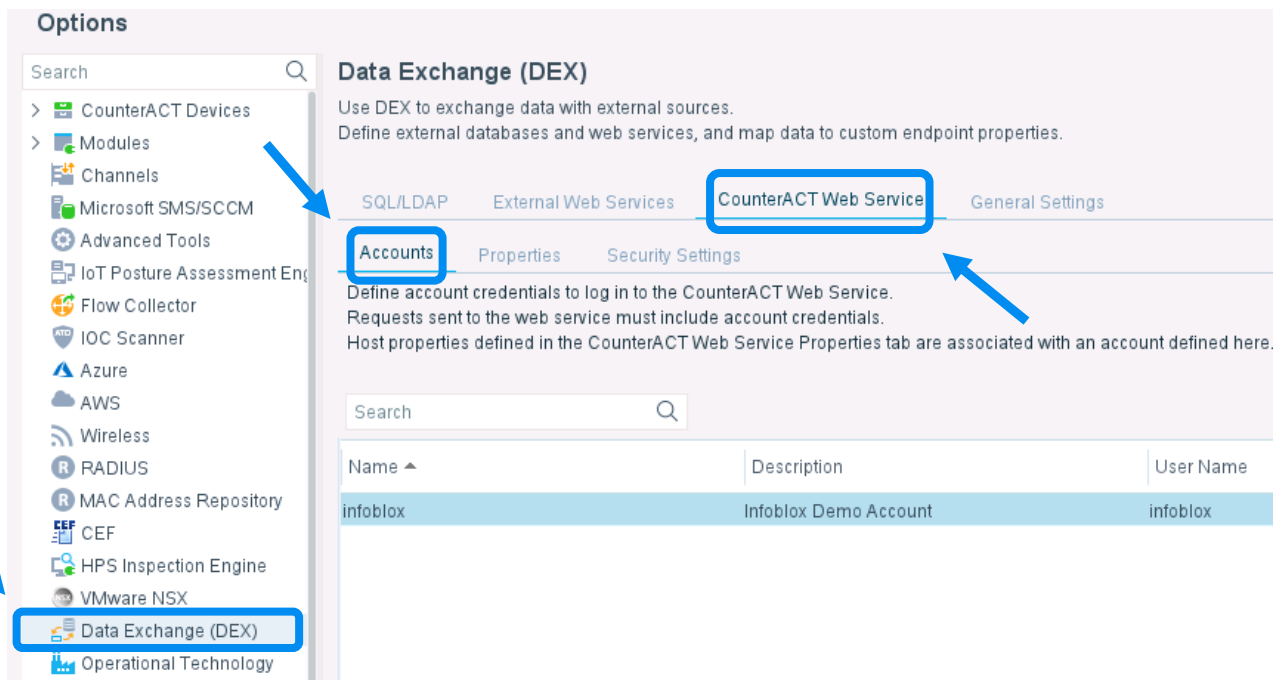 Options
Search
CounterACT Devices
Modules
Channels
Microsoft SMS/SCCM
Advanced Tools
IoT Posture Assessment Eng
Flow Collector
ATD
IOC Scanner
Azure
AWS
Wireless
R
RADIUS
R
MAC Address Repository
CEF
CEF
HPS Inspection Engine
VMware NSX
Data Exchange (DEX)
Operational Technology
Data Exchange (DEX)
Use DEX to exchange data with external sources.
Define external databases and web services, and map data to custom endpoint properties.
SQL/LDAP External Web Services CounterACT Web Service General Settings
Accounts Properties Security Settings
Define account credentials to log in to the CounterACT Web Service.
Requests sent to the web service must include account credentials.
Host properties defined in the CounterACT Web Service Properties tab are associated with an account defined here.
Search
Name Description User Name
infoblox Infoblox Demo Account infoblox